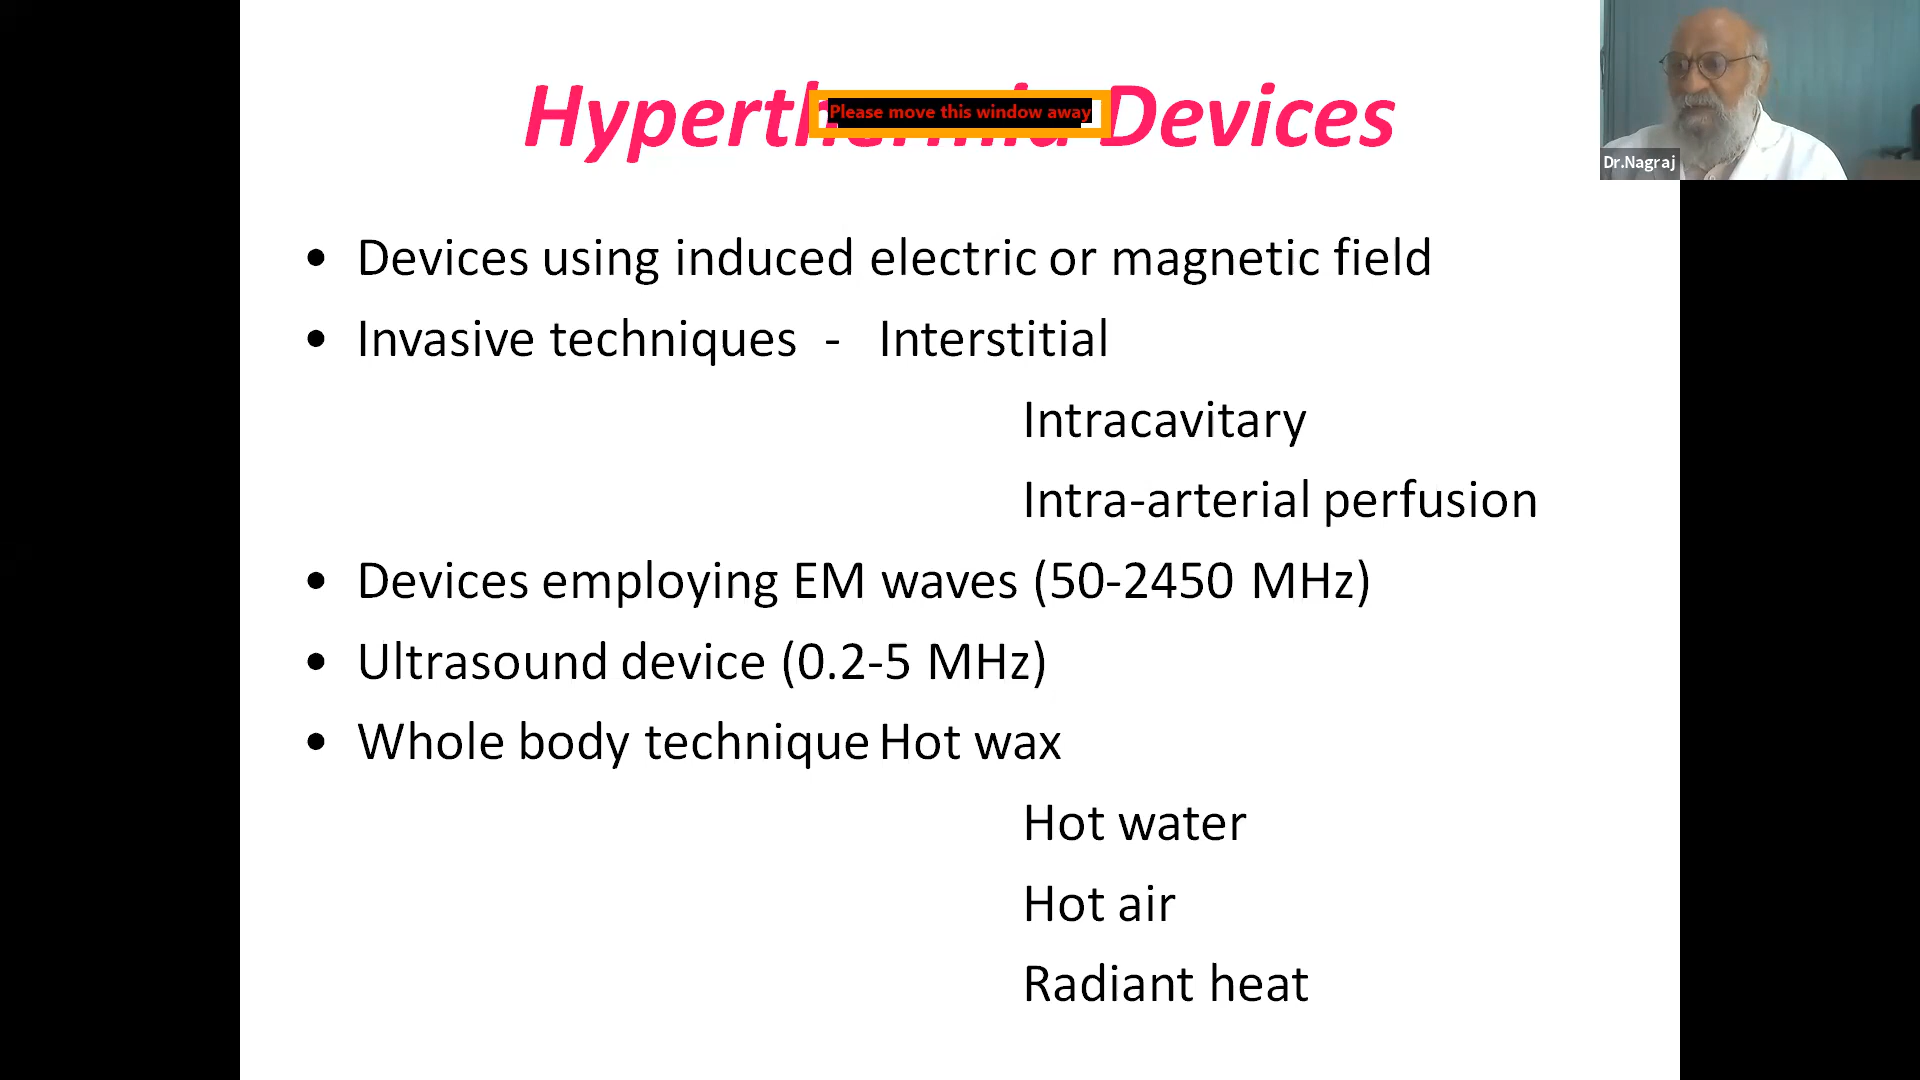 Hyperthermia Devices
Please move this window away
Dr.Nagraj
• Devices using induced electric or magnetic field
• Invasive techniques - Interstitial
Intracavitary
Intra-arterial perfusion
• Devices employing EM waves (50-2450 MHz)
• Ultrasound device (0.2-5 MHz)
• Whole body technique Hot wax
Hot water
Hot air
Radiant heat